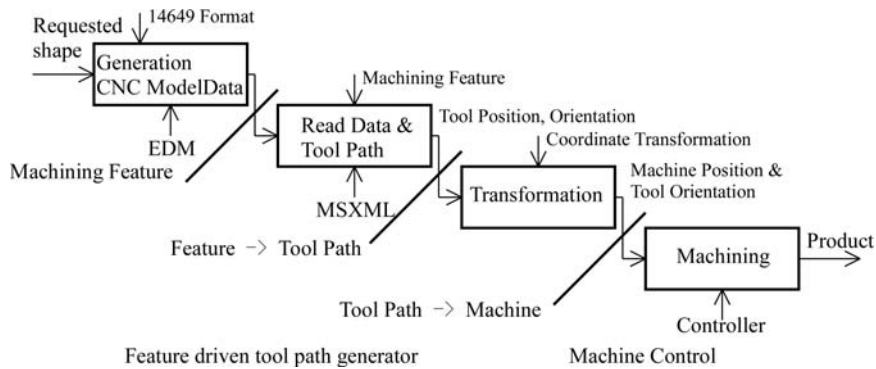 14649 Format
Requested
shape
Generation
CNC ModelData
EDM
Machining Feature
Machining Feature
Read Data &
Tool Path
MSXML
Feature -> Tool Path
Tool Position, Orientation
Coordinate Transformation
Transformation
Tool Path -> Machine
Machine Position &
Tool Orientation
Machining
Product
Controller
Feature driven tool path generator
Machine Control